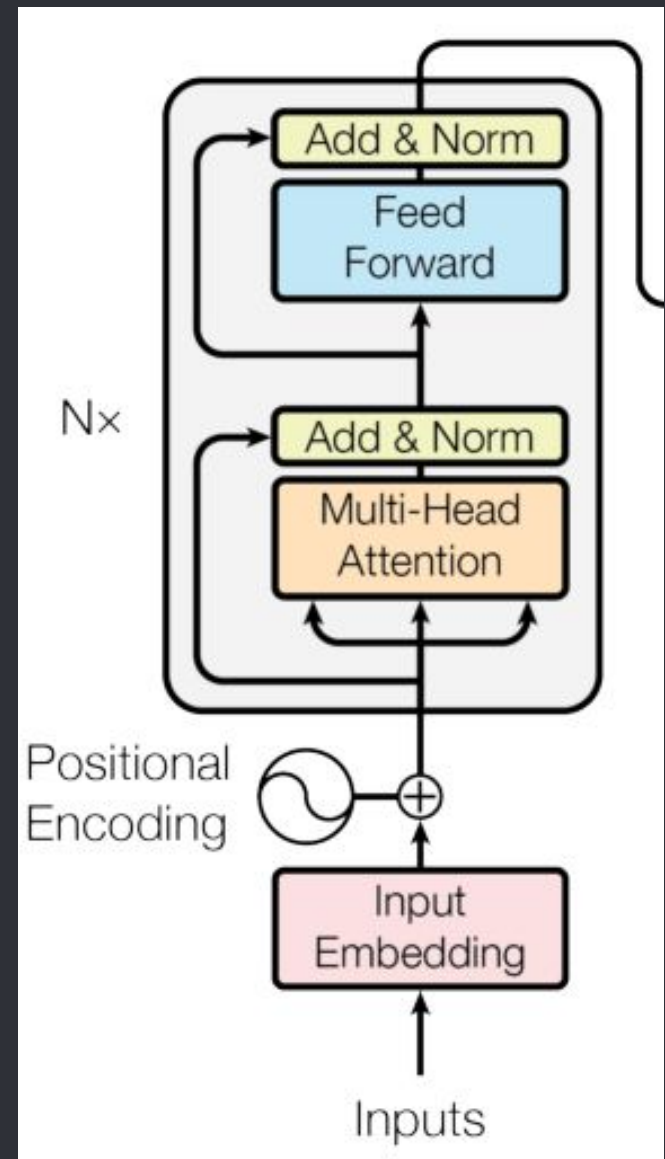 Add & Norm
Feed
Forward
Nx
Add & Norm
Multi-Head
Attention
Positional
Encoding
Input
Embedding
Inputs